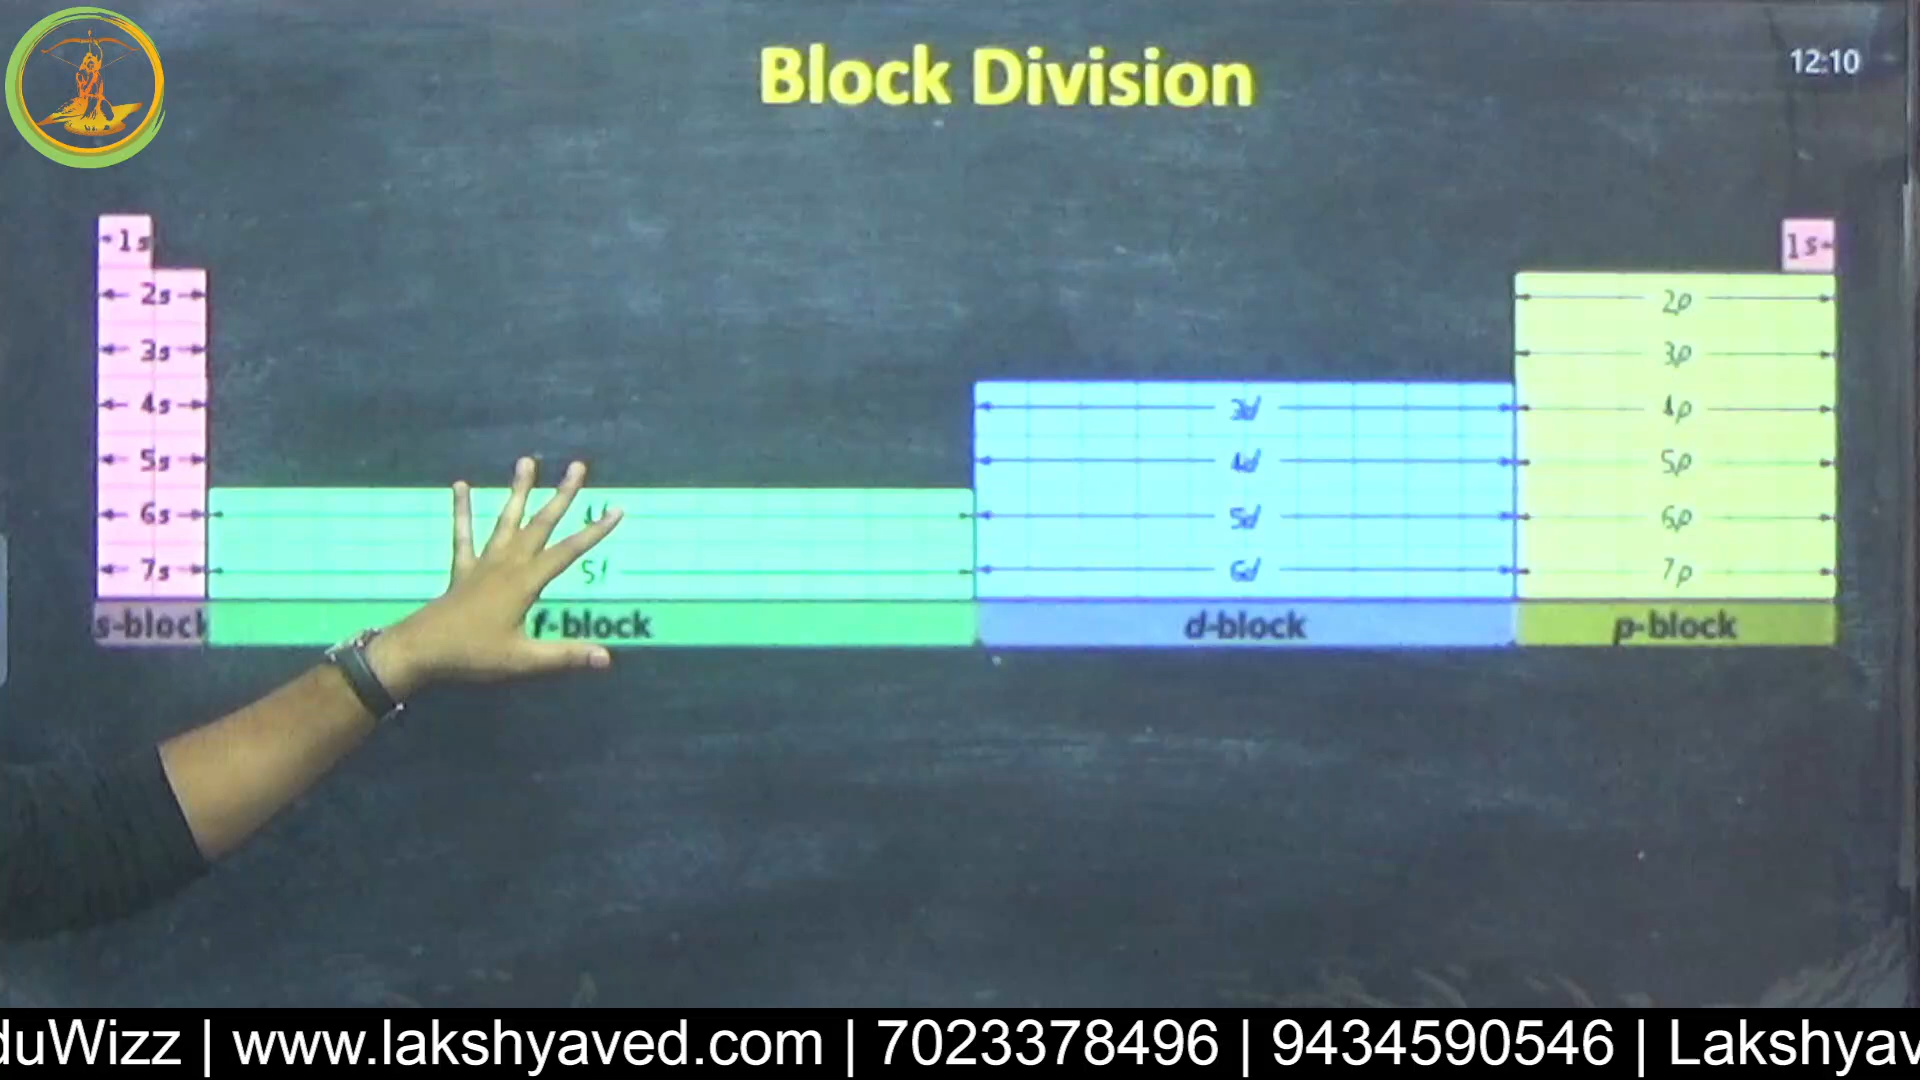 Block Division
12:10
1s
1s
2s
2p
3s
3p
4s
3d
4p
5s
4d
5p
6s
5d
6p
7s
5f
6d
7p
s-block
f-block
d-block
p-block
duWizz | www.lakshyaved.com | 7023378496 | 9434590546 | Lakshyav